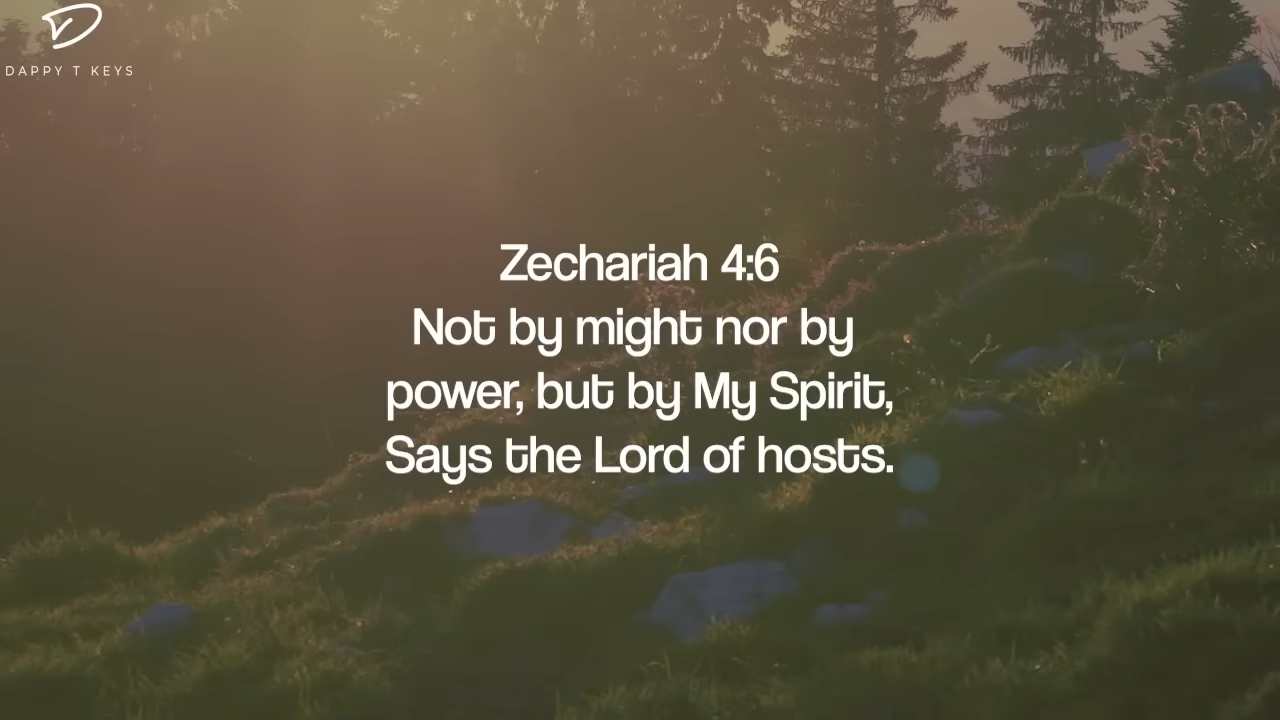 DAPPY T KEYS
Zechariah 4:6
Not by might nor by
power, but by My Spirit,
Says the Lord of hosts.